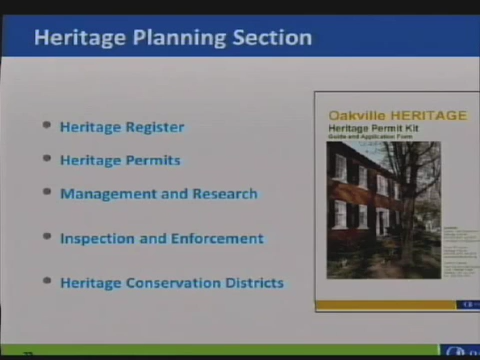 Heritage Planning Section
Heritage Register
Heritage Permits
Management and Research
Inspection and Enforcement
Heritage Conservation Districts
Oakville HERITAGE
Heritage Permit Kit
Guide and Application Form